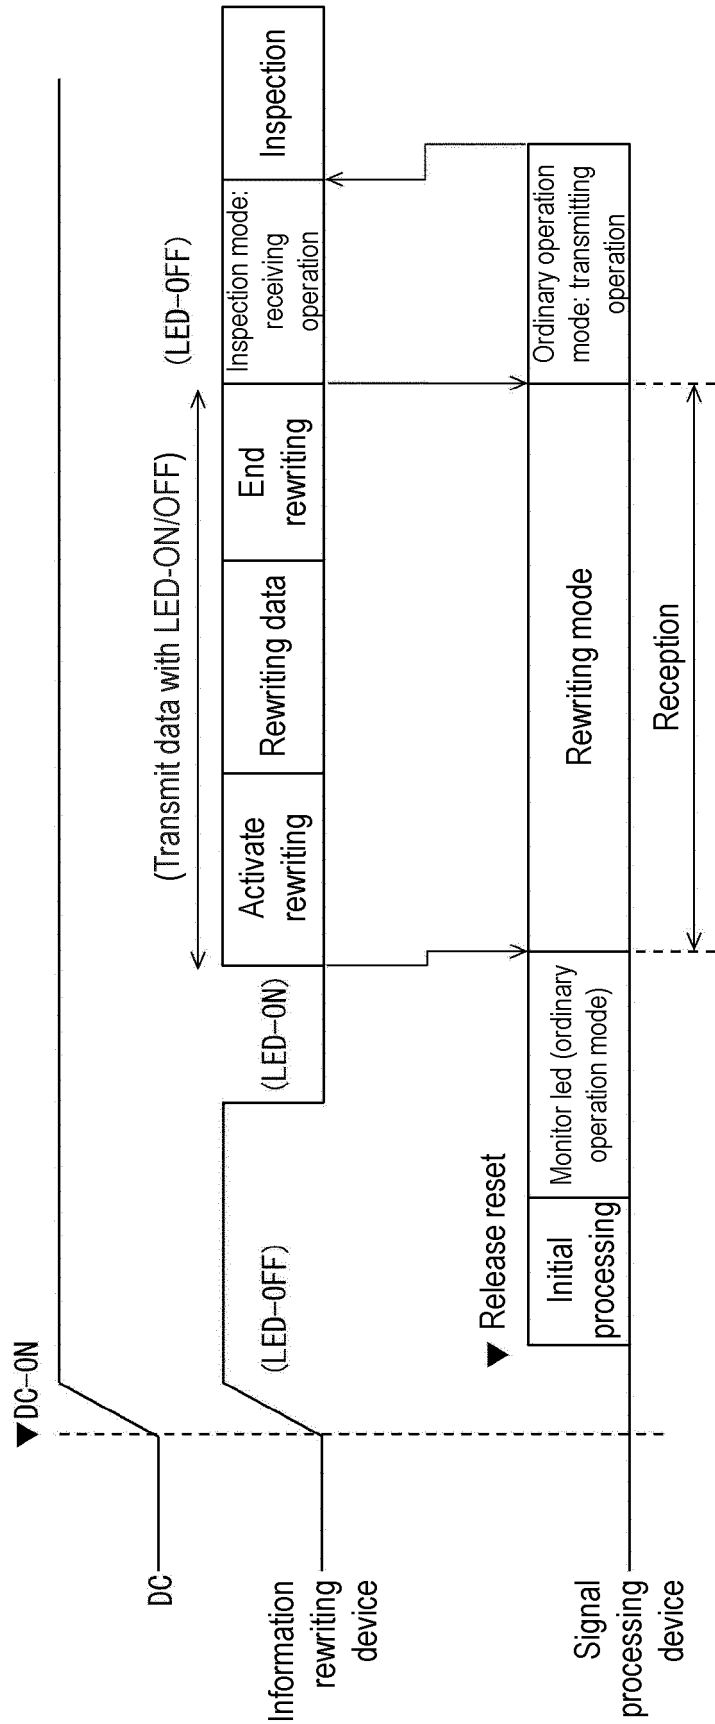 ▼DC-ON
DC
(Transmit data with LED-ON/OFF)
(LED-OFF)
Information
rewriting
device
(LED-OFF)
(LED-ON)
Activate
rewriting
Rewriting data
End
rewriting
Inspection mode:
receiving
operation
Inspection
▼ Release reset
Signal
processing
device
Initial
processing
Monitor led (ordinary
operation mode)
Rewriting mode
Ordinary operation
mode: transmitting
operation
Reception